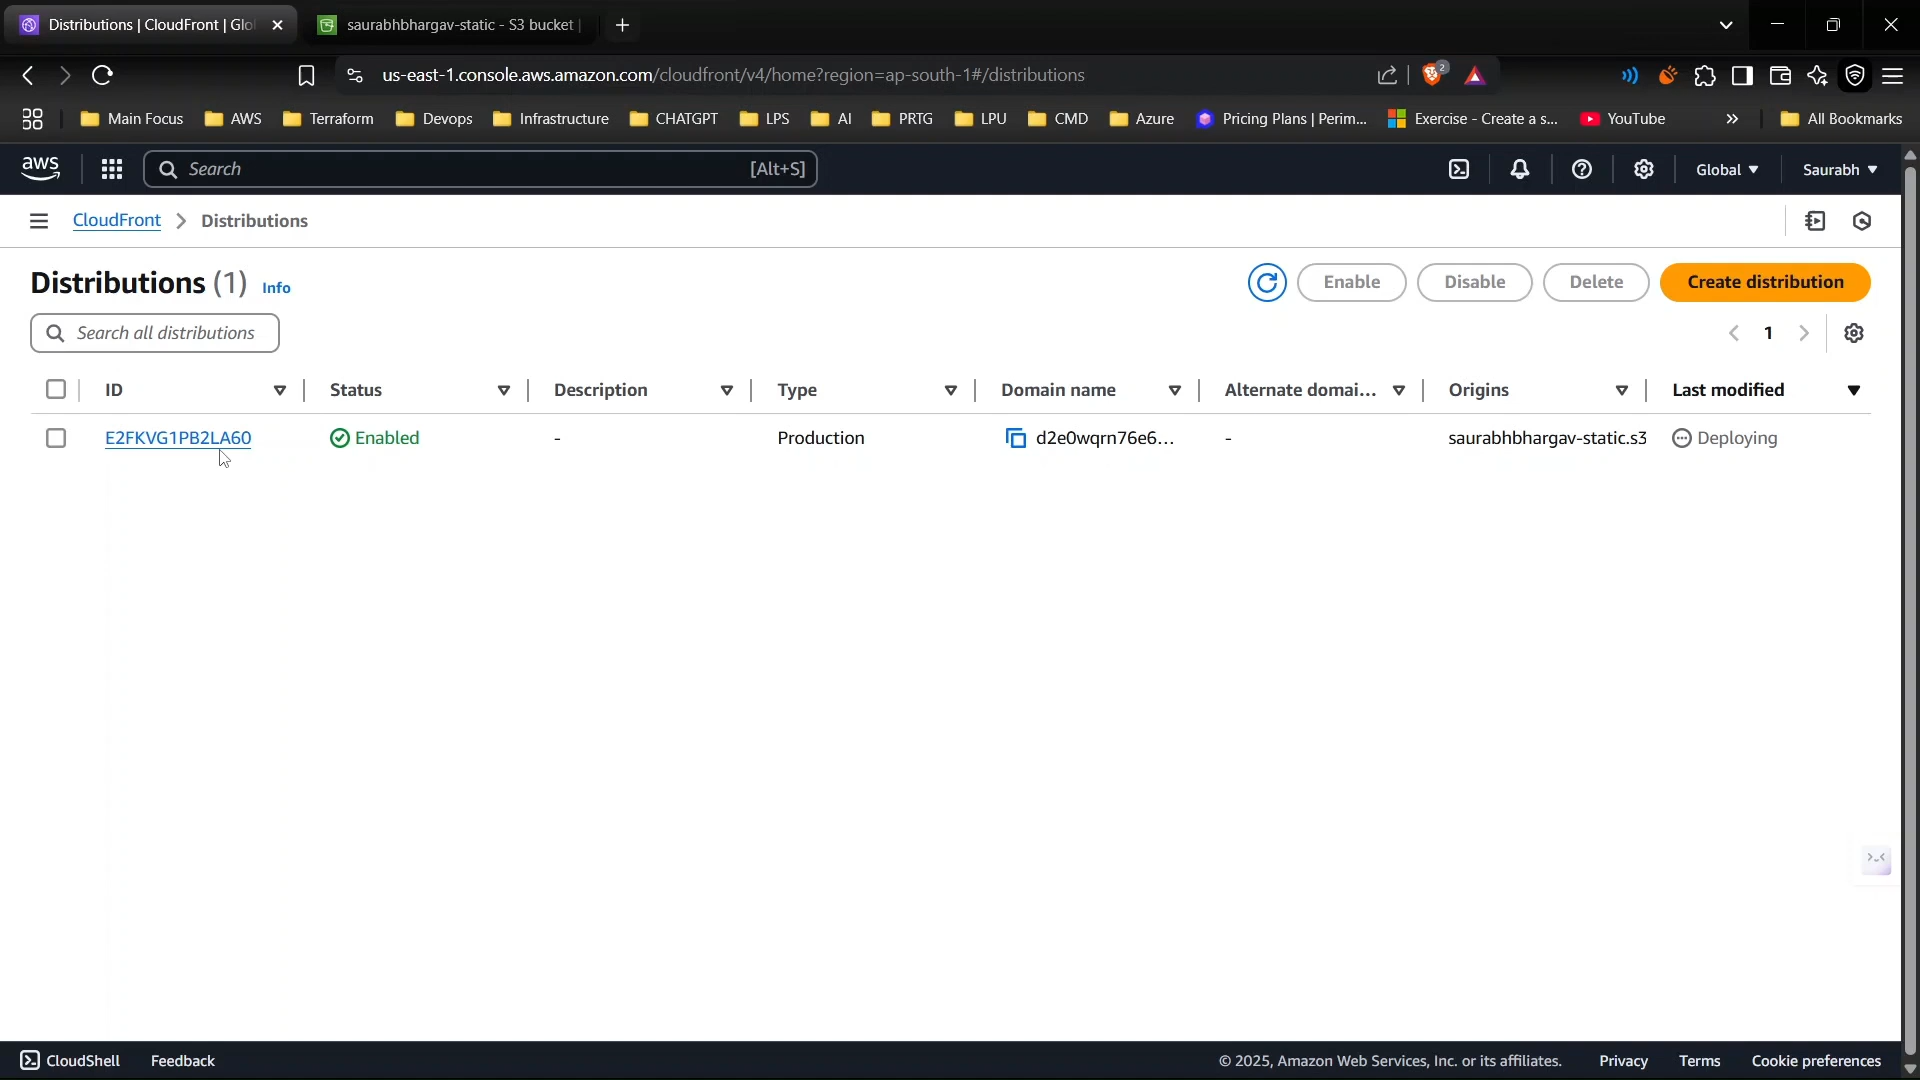 Distributions | CloudFront | Glo
saurabhbhargav-static - S3 bucket |
us-east-1.console.aws.amazon.com/cloudfront/v4/home?region=ap-south-1#/distributions
2
Main Focus
AWS
Terraform
Devops
Infrastructure
CHATGPT
LPS
AI
PRTG
LPU
CMD
Azure
Pricing Plans | Perim...
Exercise - Create a s...
YouTube
All Bookmarks
aws
Search
[Alt+S]
Global
Saurabh
CloudFront
Distributions
Distributions (1) Info
Enable
Disable
Delete
Create distribution
Search all distributions
1
ID
Status
Description
Type
Domain name
Alternate domai...
Origins
Last modified
E2FKVG1PB2LA60
Enabled
-
Production
d2e0wqrn76e6...
-
saurabhbhargav-static.s3
Deploying
CloudShell
Feedback
© 2025, Amazon Web Services, Inc. or its affiliates.
Privacy
Terms
Cookie preferences